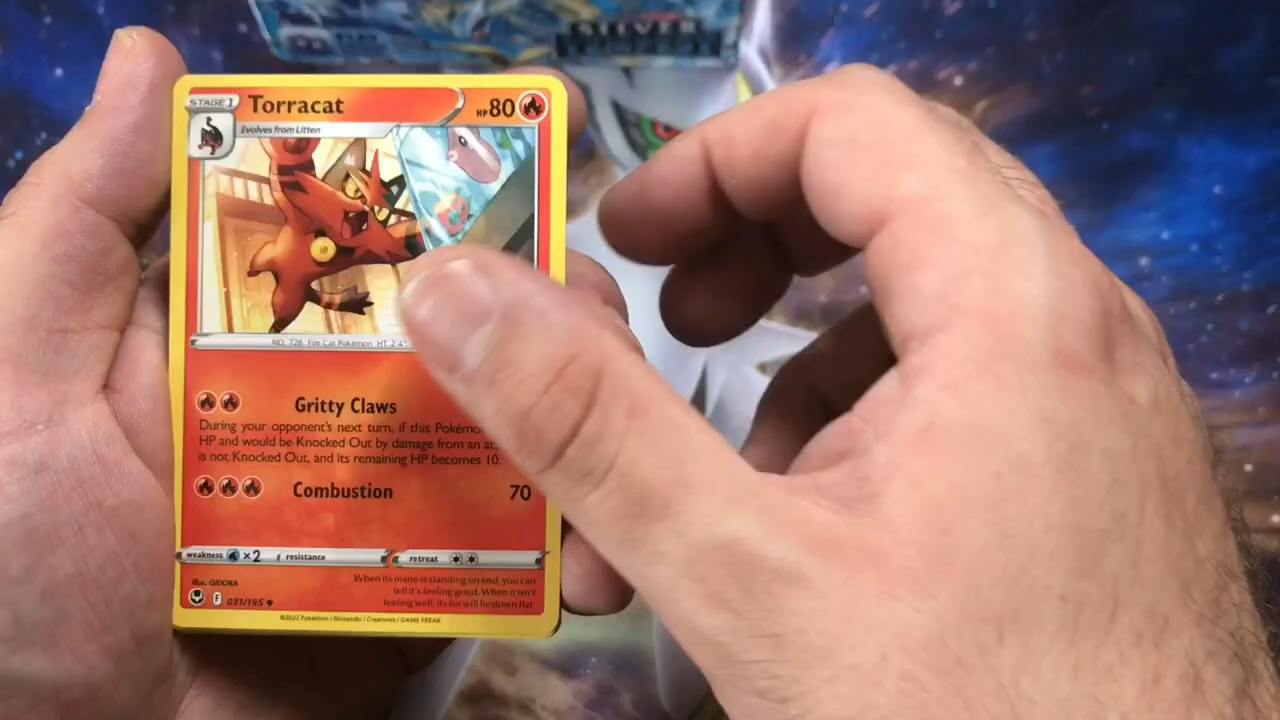 STAGE 1 Torracat HP 80
Evolves from Litten
NO. 726 Fire Cat Pokémon HT. 2'4"
Gritty Claws
During your opponent's next turn, if this Pokémo
HP and would be Knocked Out by damage from an at
is not Knocked Out, and its remaining HP becomes 10.
Combustion 70
weakness ×2 resistance retreat
Illus. GIDORA
When its mane is standing on end, you can
tell it's feeling good. When it isn't
feeling well, its fur will lie down flat.
F 031/195
©2022 Pokémon / Nintendo / Creatures / GAME FREAK